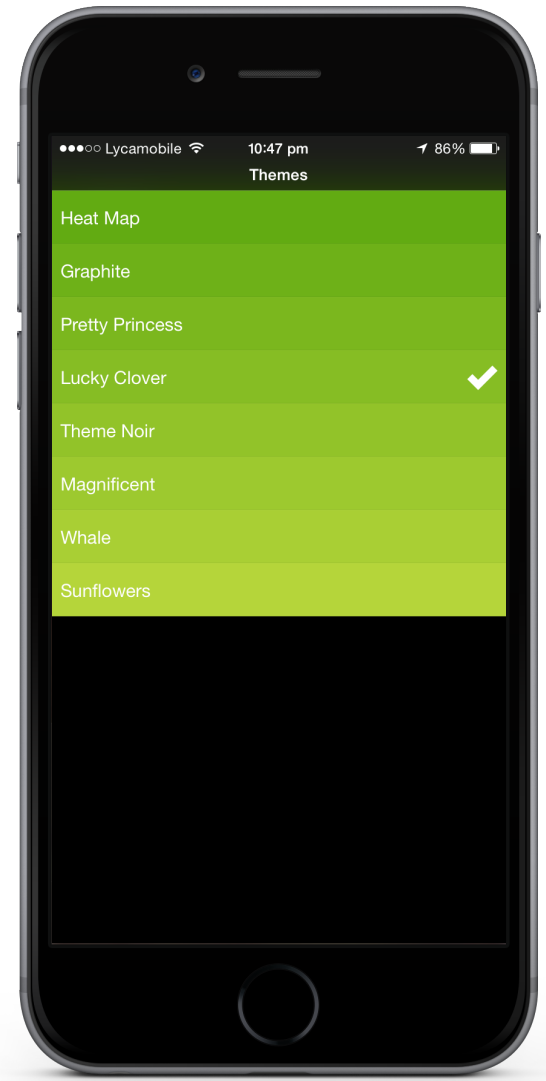 Lycamobile 10:47 pm 86%
Themes
Heat Map
Graphite
Pretty Princess
Lucky Clover
Theme Noir
Magnificent
Whale
Sunflowers